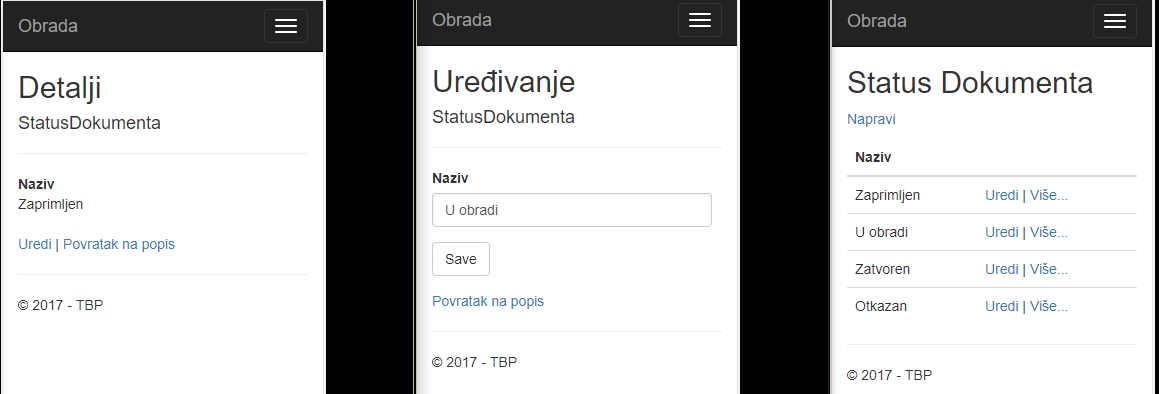 Obrada
Detalji
StatusDokumenta
Naziv
Zaprimljen
Uredi | Povratak na popis
© 2017 - TBP
Obrada
Uređivanje
StatusDokumenta
Naziv
U obradi
Save
Povratak na popis
© 2017 - TBP
Obrada
Status Dokumenta
Napravi
Naziv
Zaprimljen Uredi | Više...
U obradi Uredi | Više...
Zatvoren Uredi | Više...
Otkazan Uredi | Više...
© 2017 - TBP